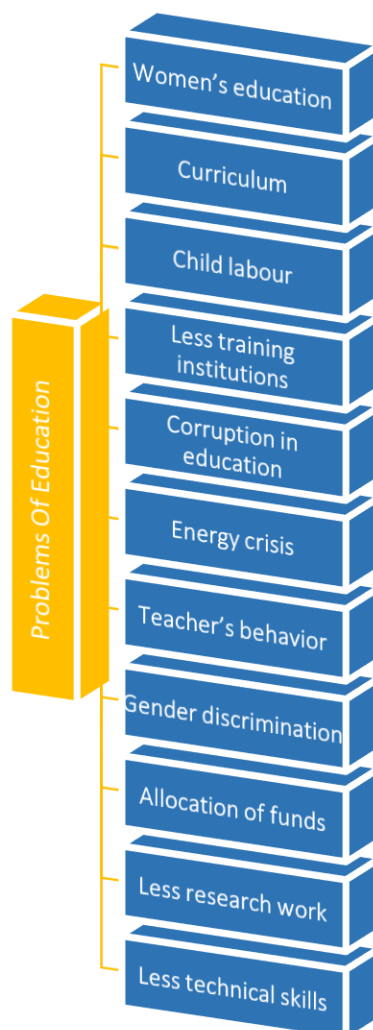 Problems Of Education
Women's education
Curriculum
Child labour
Less training
institutions
Corruption in
education
Energy crisis
Teacher's behavior
Gender discrimination
Allocation of funds
Less research work
Less technical skills